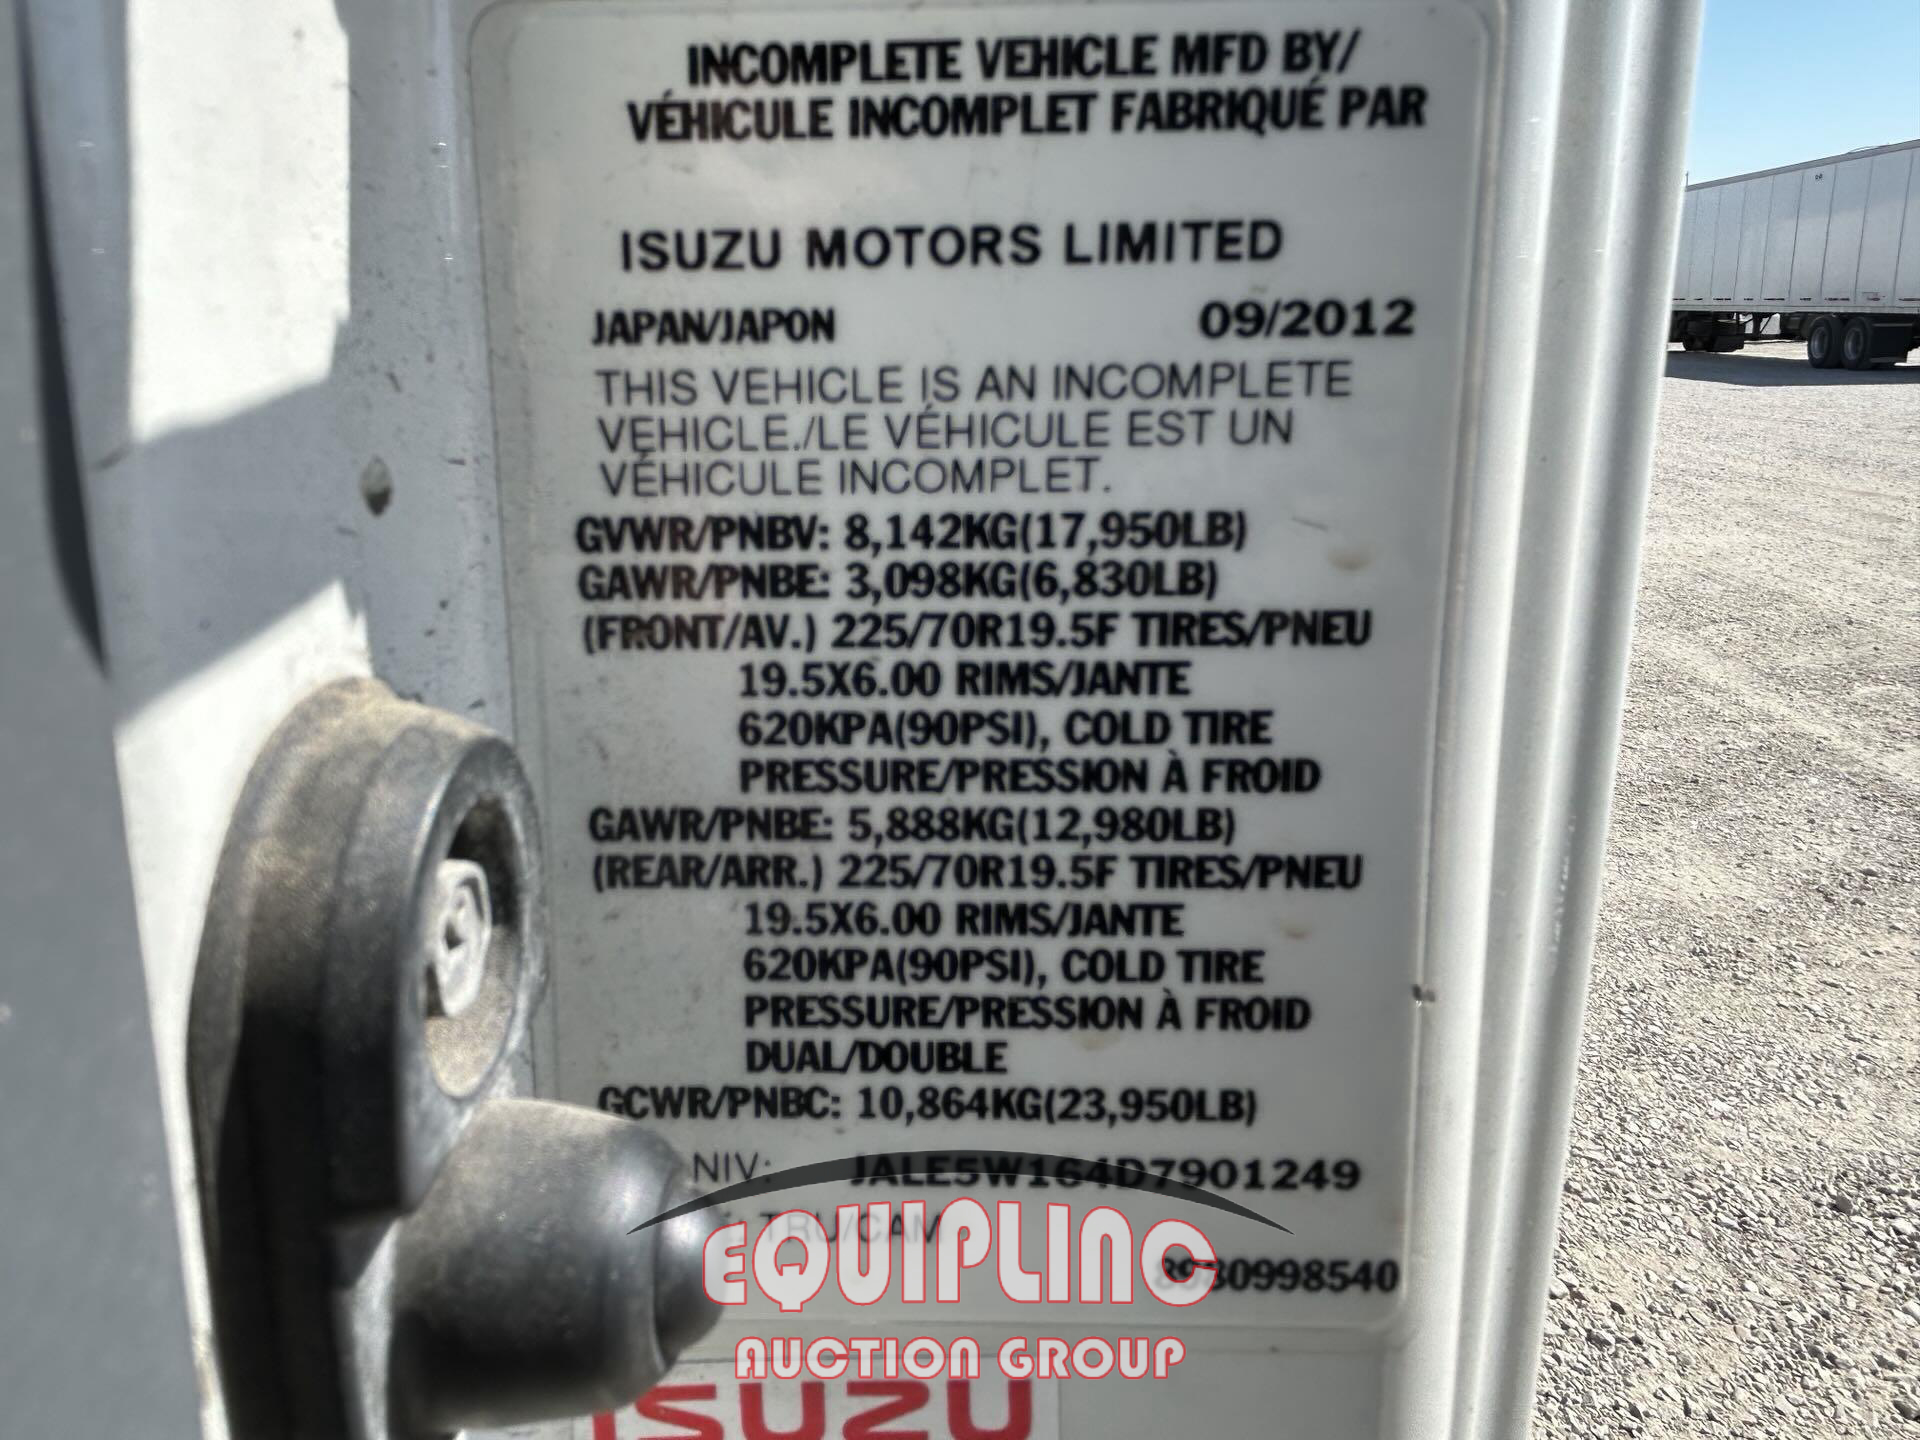 INCOMPLETE VEHICLE MFD BY/
VÉHICULE INCOMPLET FABRIQUÉ PAR
ISUZU MOTORS LIMITED
JAPAN/JAPON 09/2012
THIS VEHICLE IS AN INCOMPLETE
VEHICLE./LE VÉHICULE EST UN
VÉHICULE INCOMPLET.
GVWR/PNBV: 8,142KG(17,950LB)
GAWR/PNBE: 3,098KG(6,830LB)
(FRONT/AV.) 225/70R19.5F TIRES/PNEU
19.5X6.00 RIMS/JANTE
620KPA(90PSI), COLD TIRE
PRESSURE/PRESSION À FROID
GAWR/PNBE: 5,888KG(12,980LB)
(REAR/ARR.) 225/70R19.5F TIRES/PNEU
19.5X6.00 RIMS/JANTE
620KPA(90PSI), COLD TIRE
PRESSURE/PRESSION À FROID
DUAL/DOUBLE
GCWR/PNBC: 10,864KG(23,950LB)
NIV: JALE5W164D7901249
TRU/CAM
8980998540
EQUIPLINC
AUCTION GROUP
ISUZU